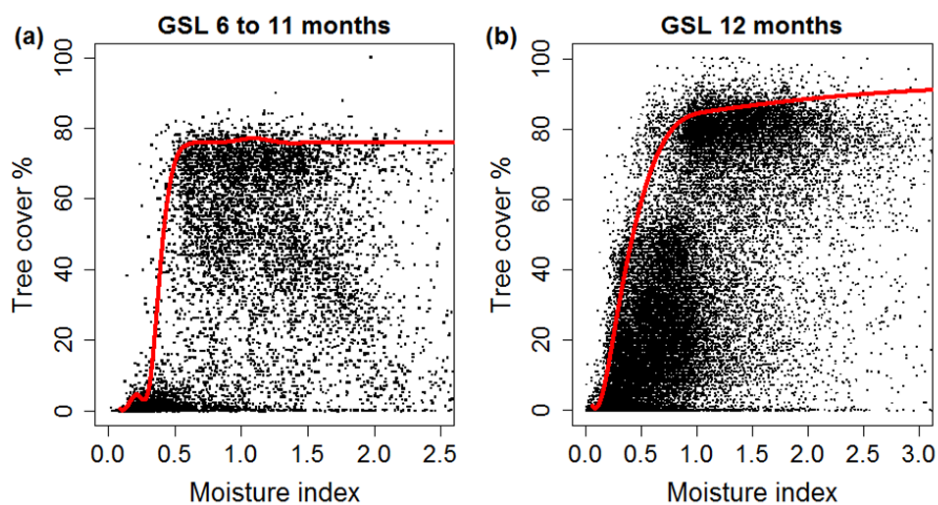 (a) GSL 6 to 11 months
Tree cover %
100
80
60
40
20
0
0.0 0.5 1.0 1.5 2.0 2.5
Moisture index
(b) GSL 12 months
Tree cover %
100
80
60
40
20
0
0.0 0.5 1.0 1.5 2.0 2.5 3.0
Moisture index